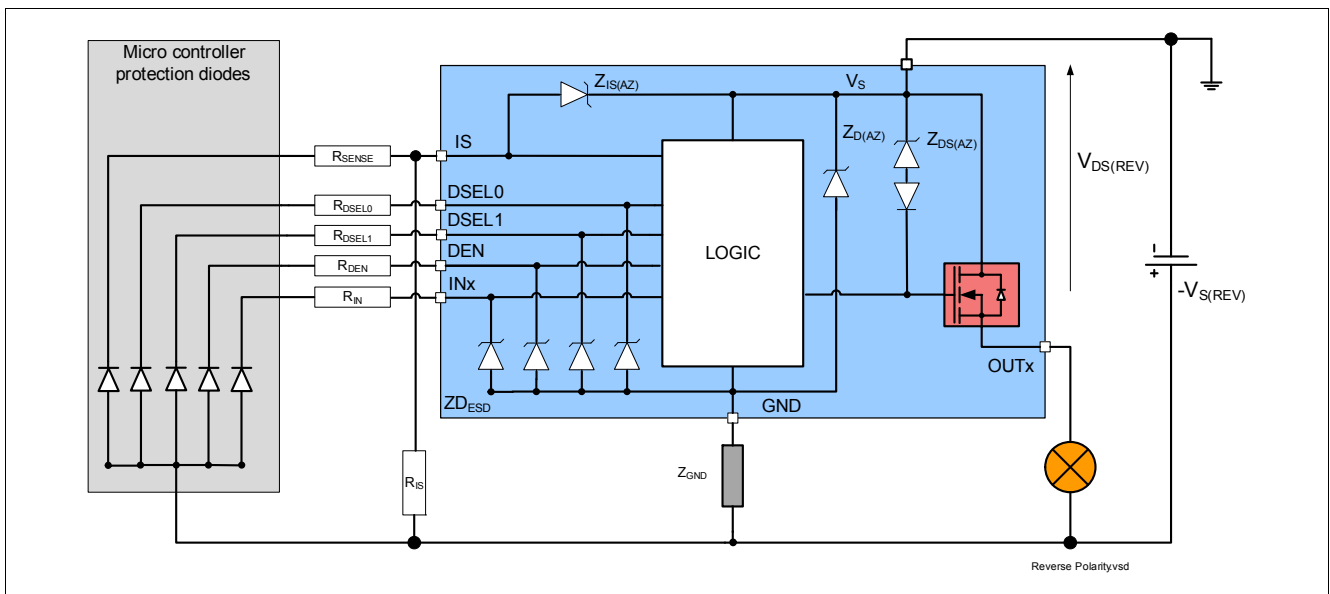 Micro controller
protection diodes
Z_IS(AZ)
V_S
Z_D(AZ)
Z_DS(AZ)
V_DS(REV)
R_SENSE
IS
R_DSEL0
DSEL0
R_DSEL1
DSEL1
R_DEN
DEN
R_IN
INx
LOGIC
-
+
-V_S(REV)
OUTx
ZD_ESD
GND
R_IS
Z_GND
Reverse Polarity.vsd